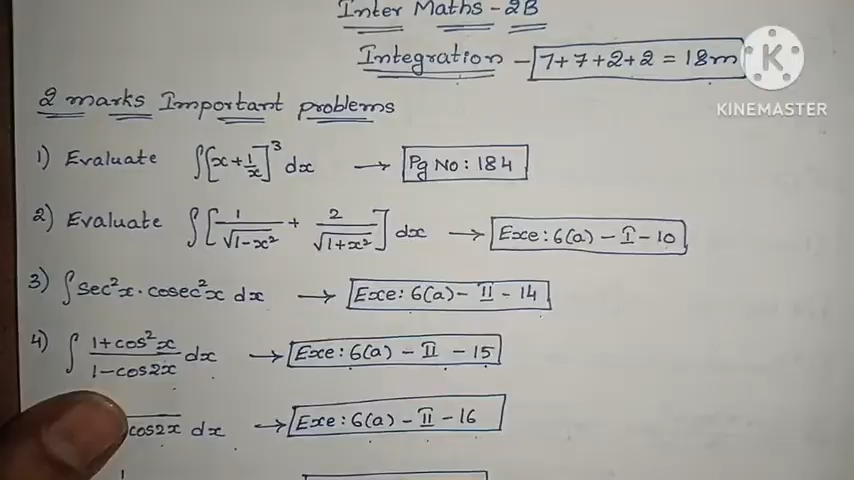 Inter Maths - 2B
Integration - 7+7+2+2 = 18m
KINEMASTER
2 marks Important problems
1) Evaluate ∫[x+1/x]³ dx → Pg No: 184
2) Evaluate ∫[1/√1-x² + 2/√1+x²] dx → Exe: 6(a) - I - 10
3) ∫sec²x·cosec²x dx → Exe: 6(a) - II - 14
4) ∫ 1+cos²x/1-cos2x dx → Exe: 6(a) - II - 15
cos2x dx → Exe: 6(a) - II - 16